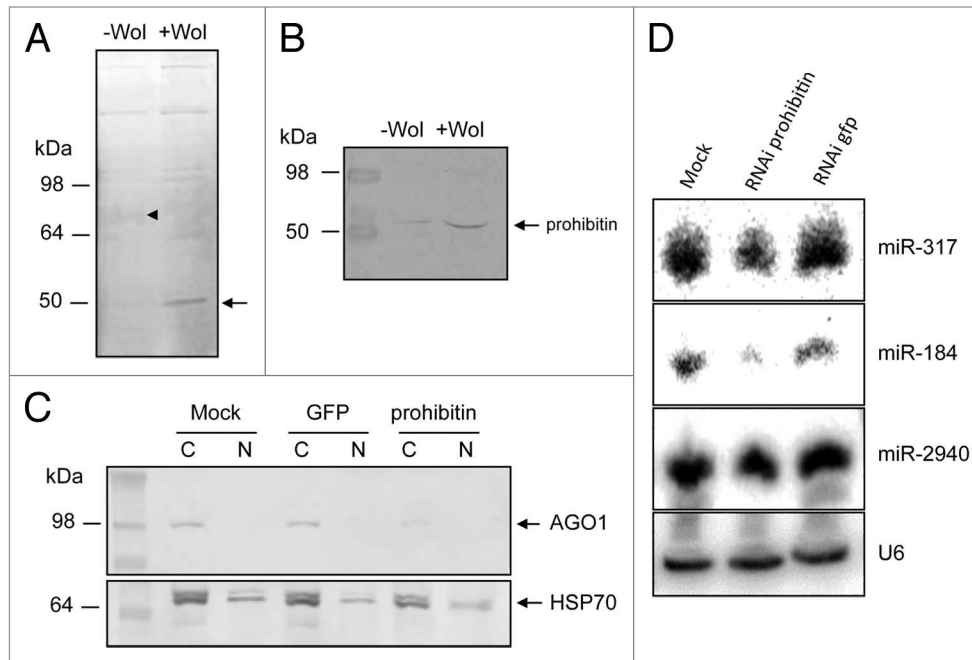 A
-Wol +Wol
kDa
98
64
50
B
-Wol +Wol
kDa
98
50
prohibitin
C
Mock GFP prohibitin
C N C N C N
kDa
98
AGO1
64
HSP70
D
Mock
RNAi prohibitin
RNAi gfp
miR-317
miR-184
miR-2940
U6